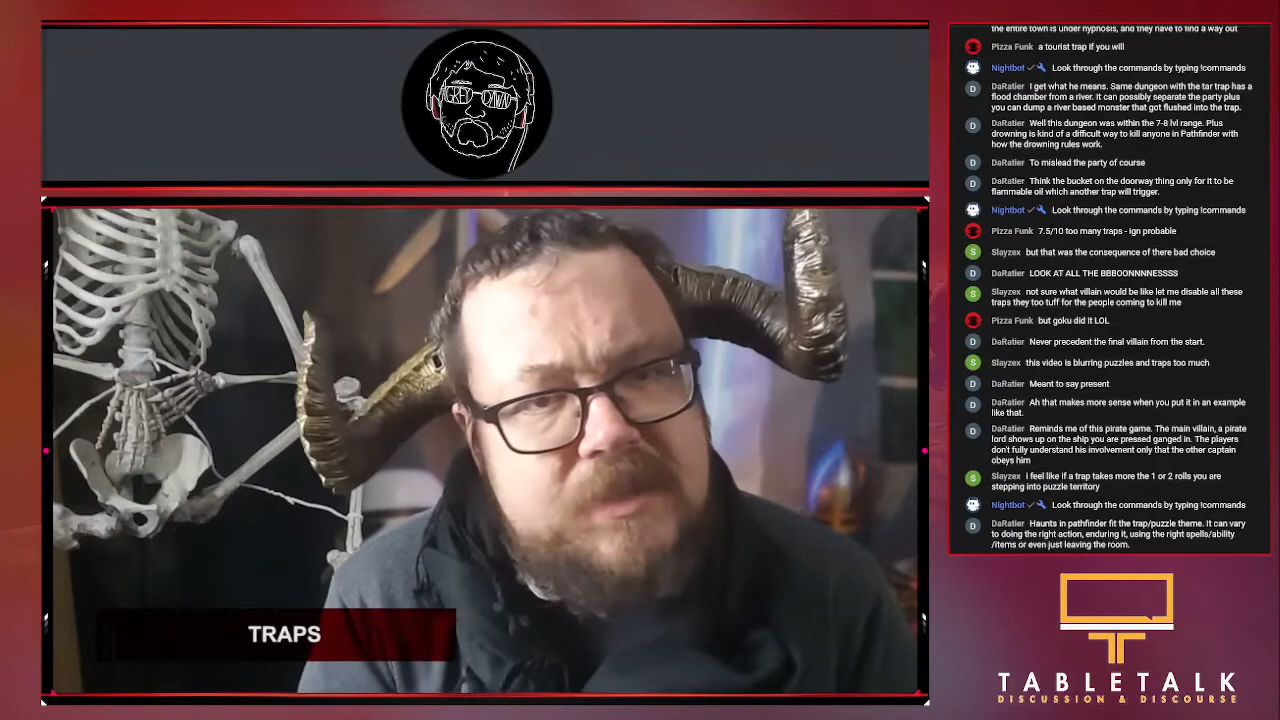 GRED
DWN
the entire town is under hypnosis, and they have to find a way out
Pizza Funk a tourist trap if you will
Nightbot Look through the commands by typing !commands
DaRatier I get what he means. Same dungeon with the tar trap has a
flood chamber from a river. It can possibly separate the party plus
you can dump a river based monster that got flushed into the trap.
DaRatier Well this dungeon was within the 7-8 lvl range. Plus
drowning is kind of a difficult way to kill anyone in Pathfinder with
how the drowning rules work.
DaRatier To mislead the party of course
DaRatier Think the bucket on the doorway thing only for it to be
flammable oil which another trap will trigger.
Nightbot Look through the commands by typing !commands
Pizza Funk 7.5/10 too many traps - ign probable
Slayzex but that was the consequence of there bad choice
DaRatier LOOK AT ALL THE BBBOONNNNESSSS
Slayzex not sure what villain would be like let me disable all these
traps they too tuff for the people coming to kill me
Pizza Funk but goku did it LOL
DaRatier Never precedent the final villain from the start.
Slayzex this video is blurring puzzles and traps too much
DaRatier Meant to say present
DaRatier Ah that makes more sense when you put it in an example
like that.
DaRatier Reminds me of this pirate game. The main villain, a pirate
lord shows up on the ship you are pressed ganged in. The players
don't fully understand his involvement only that the other captain
obeys him
Slayzex i feel like if a trap takes more the 1 or 2 rolls you are
stepping into puzzle territory
Nightbot Look through the commands by typing !commands
DaRatier Haunts in pathfinder fit the trap/puzzle theme. It can vary
to doing the right action, enduring it, using the right spells/ability
/items or even just leaving the room.
TRAPS
TABLETALK
DISCUSSION & DISCOURSE